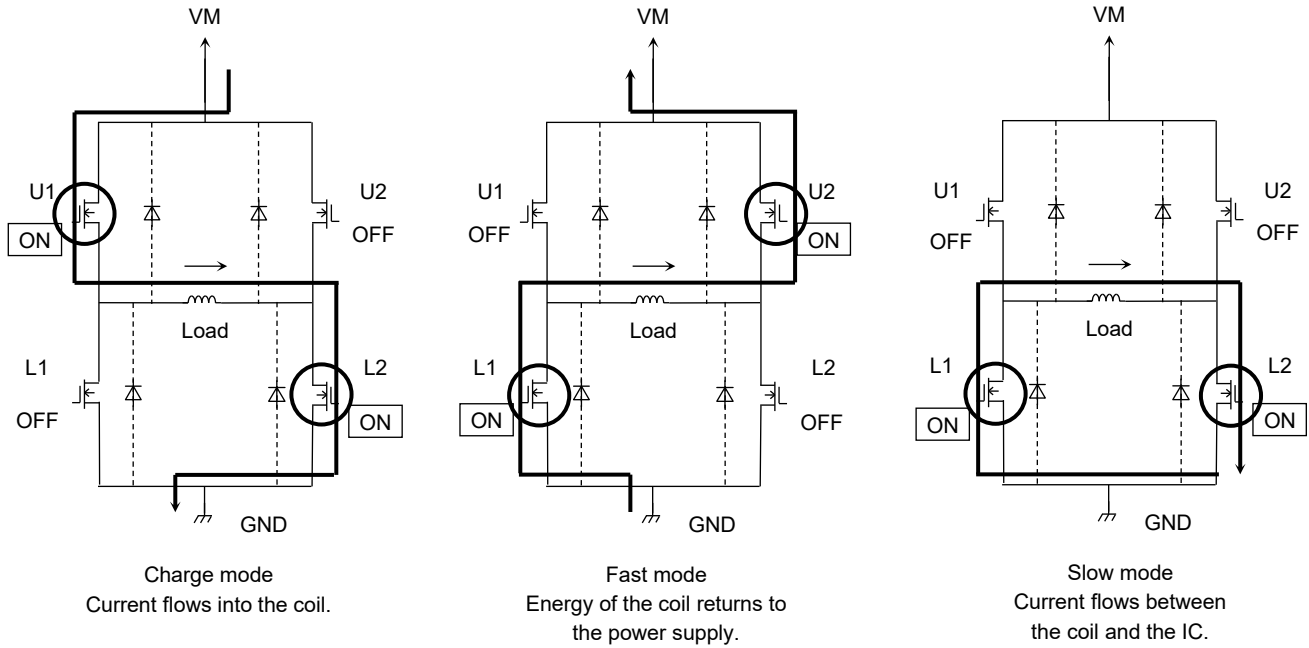 VM
U1
ON
U2
OFF
Load
L1
OFF
L2
ON
GND
Charge mode
Current flows into the coil.
VM
U1
OFF
U2
ON
Load
L1
ON
L2
OFF
GND
Fast mode
Energy of the coil returns to
the power supply.
VM
U1
OFF
U2
OFF
Load
L1
ON
L2
ON
GND
Slow mode
Current flows between
the coil and the IC.